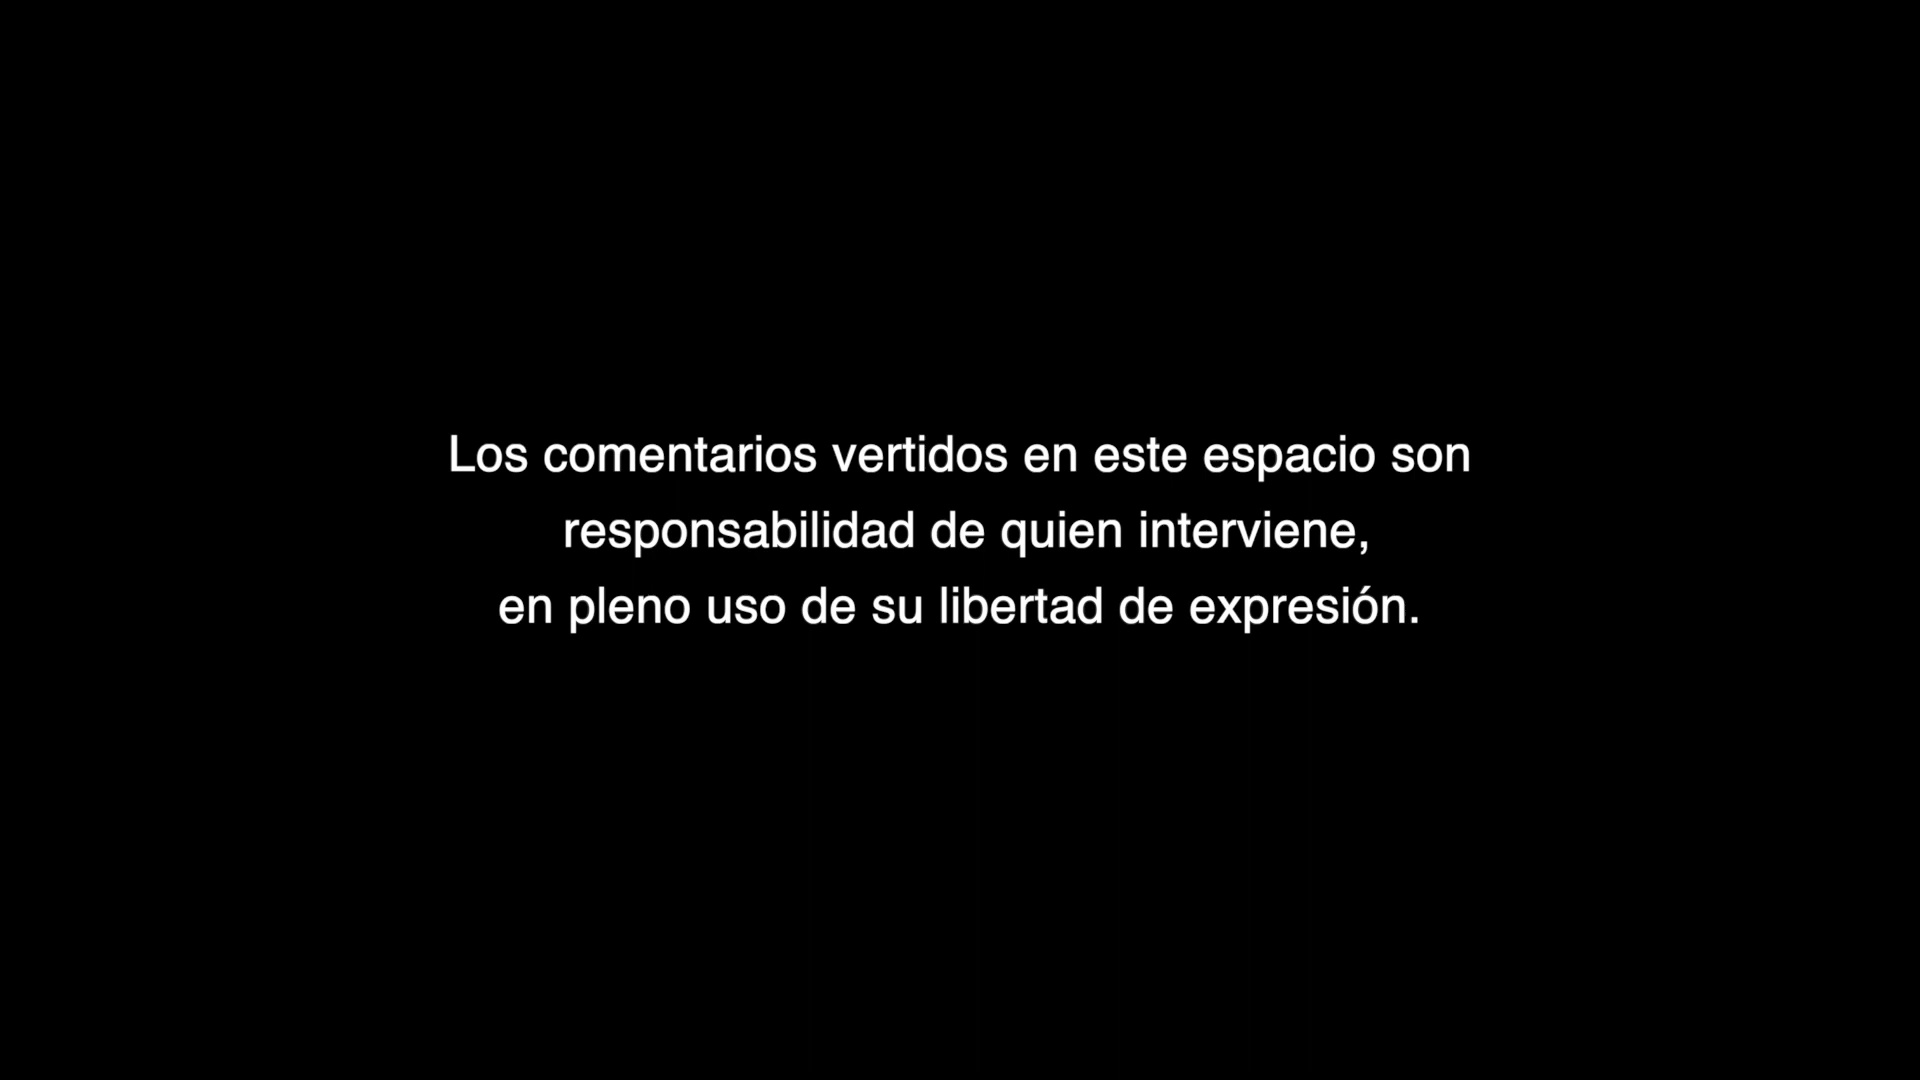 Los comentarios vertidos en este espacio son
responsabilidad de quien interviene,
en pleno uso de su libertad de expresión.